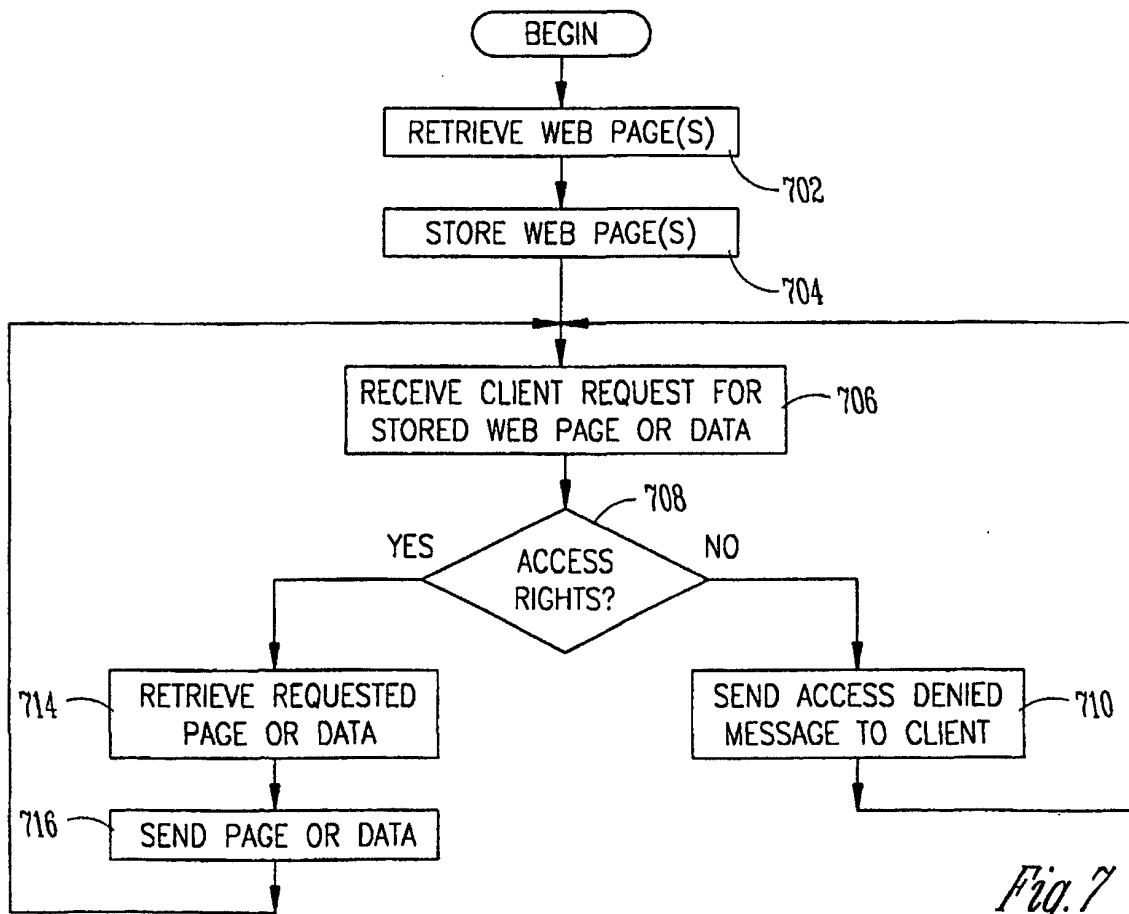 BEGIN
RETRIEVE WEB PAGE(S)
702
STORE WEB PAGE(S)
704
RECEIVE CLIENT REQUEST FOR
STORED WEB PAGE OR DATA
706
708
YES
NO
ACCESS
RIGHTS?
714
RETRIEVE REQUESTED
PAGE OR DATA
SEND ACCESS DENIED
MESSAGE TO CLIENT
710
716
SEND PAGE OR DATA
Fig.7